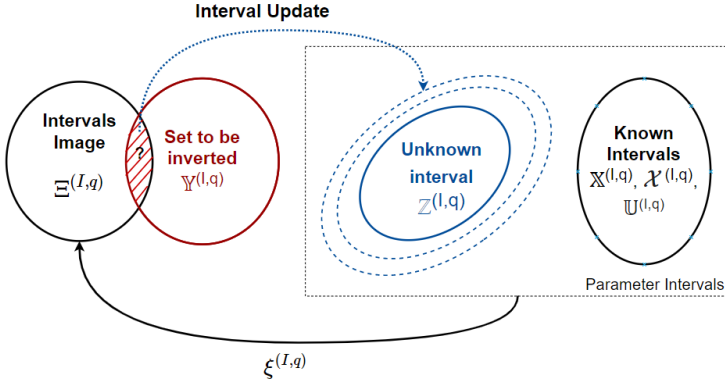 Interval Update
Intervals
Image
Ξ^(I,q)
?
Set to be
inverted
𝕐^(I,q)
Unknown
interval
ℤ^(I,q)
Known
Intervals
𝕏^(I,q), 𝒳^(I,q),
𝕌^(I,q)
Parameter Intervals
ξ^(I,q)